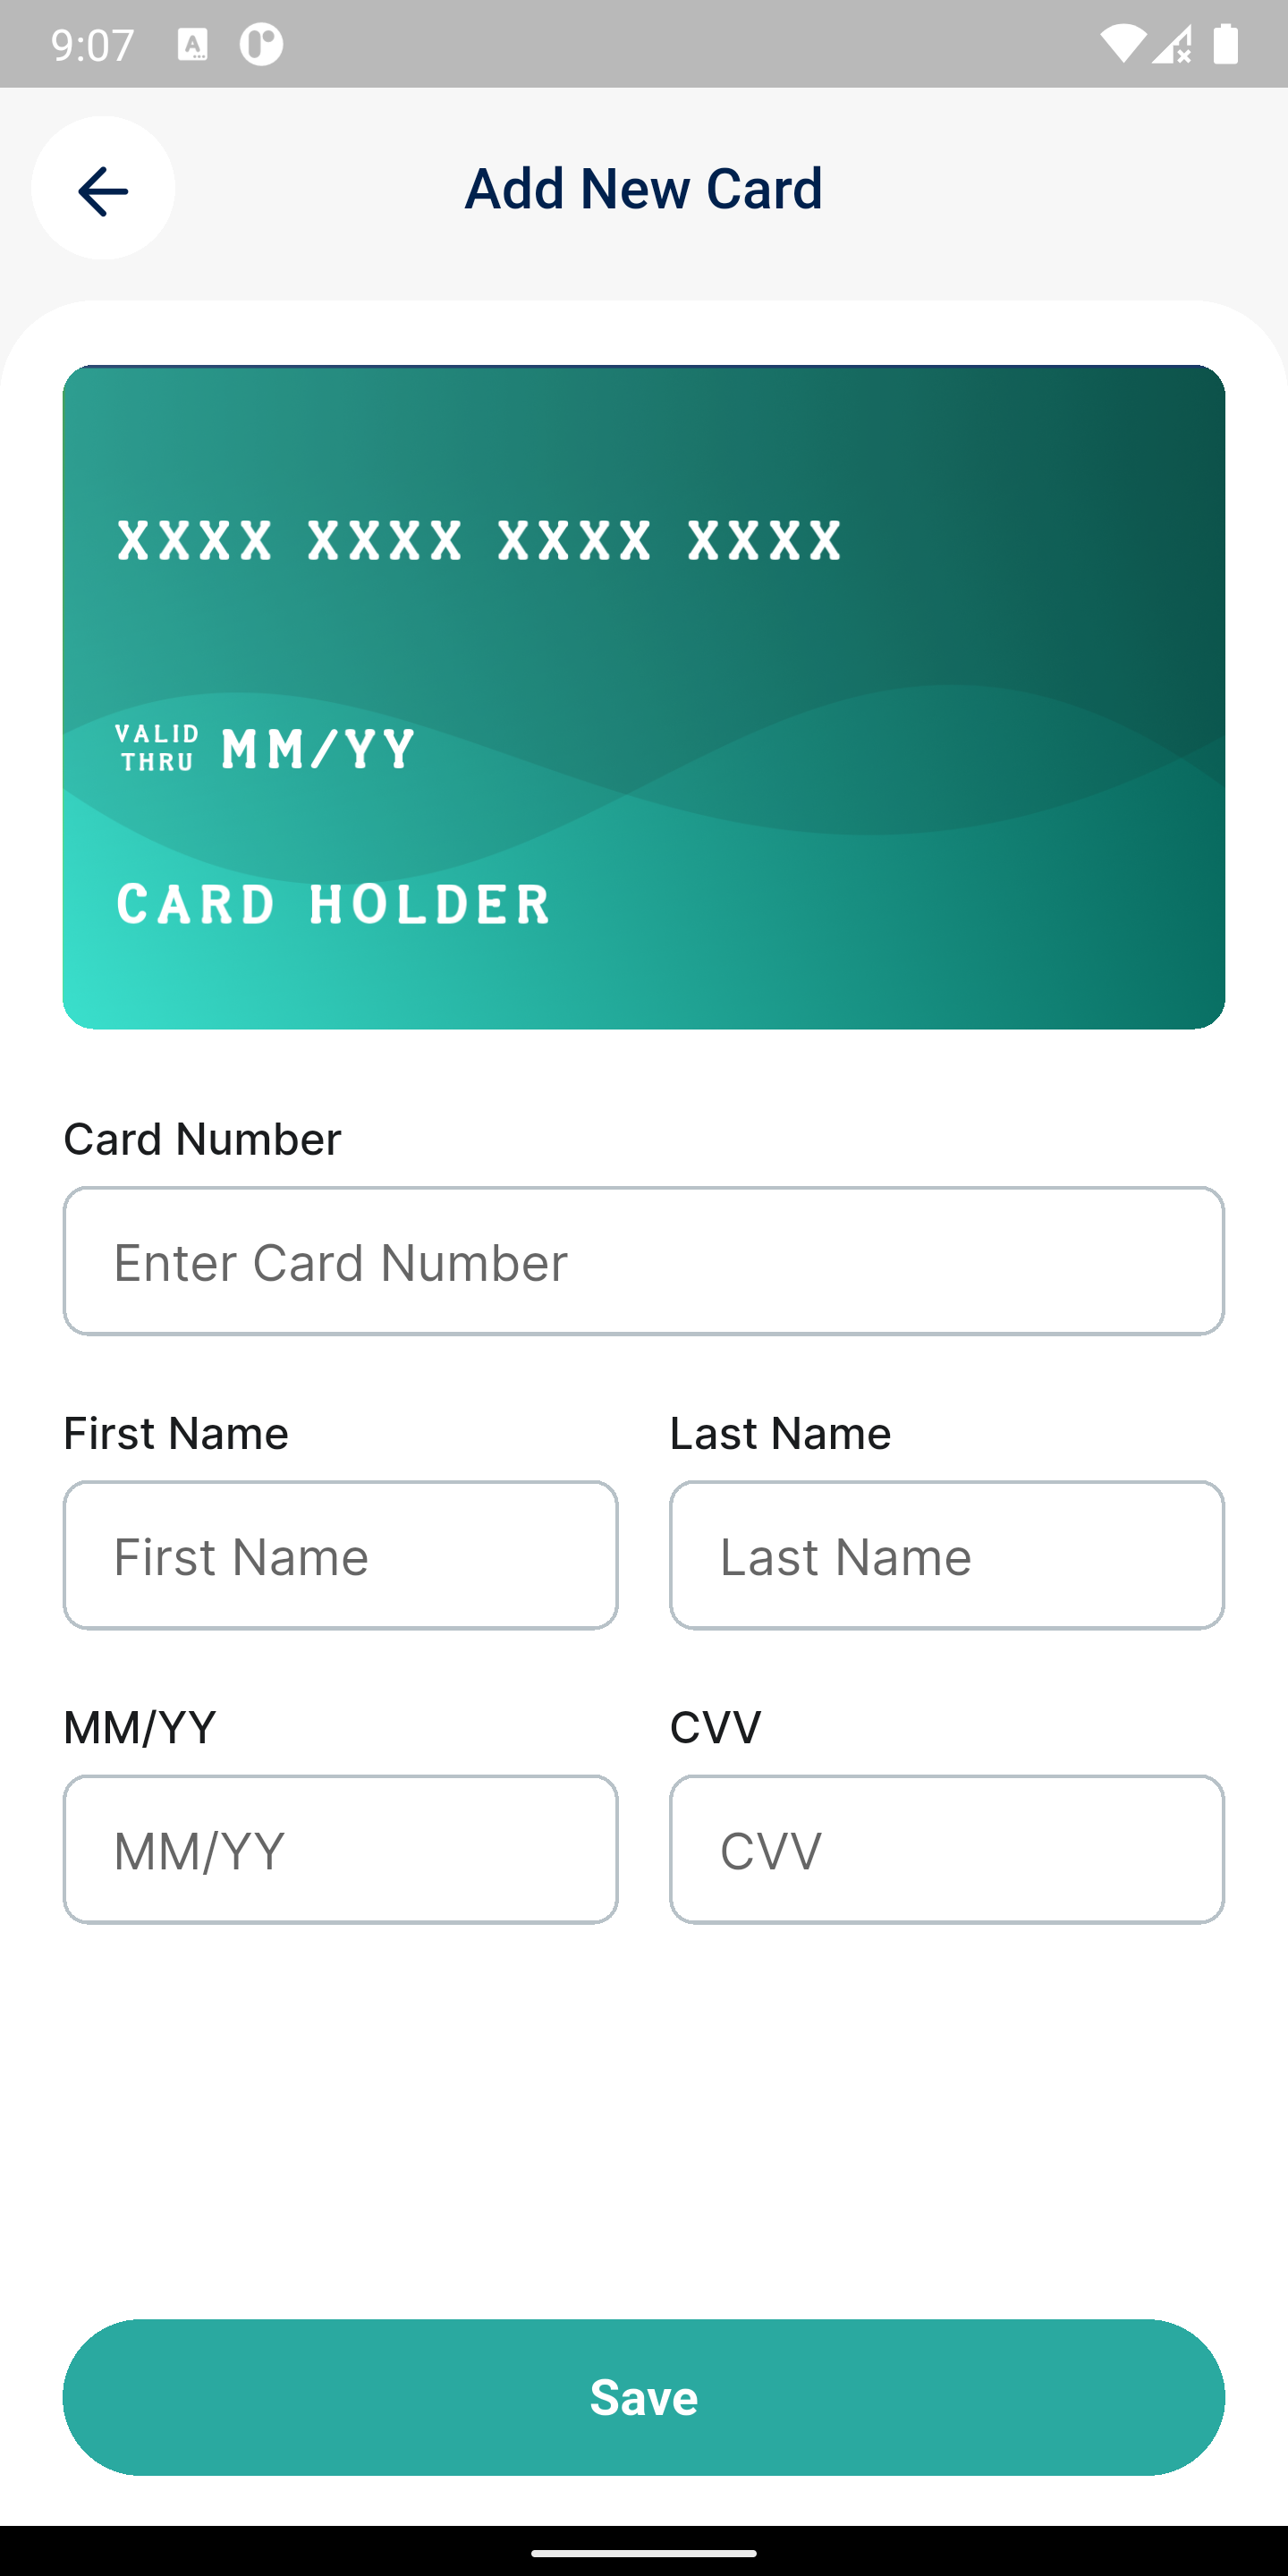 9:07
Add New Card
XXXX XXXX XXXX XXXX
VALID
THRU
MM/YY
CARD HOLDER
Card Number
Enter Card Number
First Name
Last Name
First Name
Last Name
MM/YY
CVV
MM/YY
CVV
Save